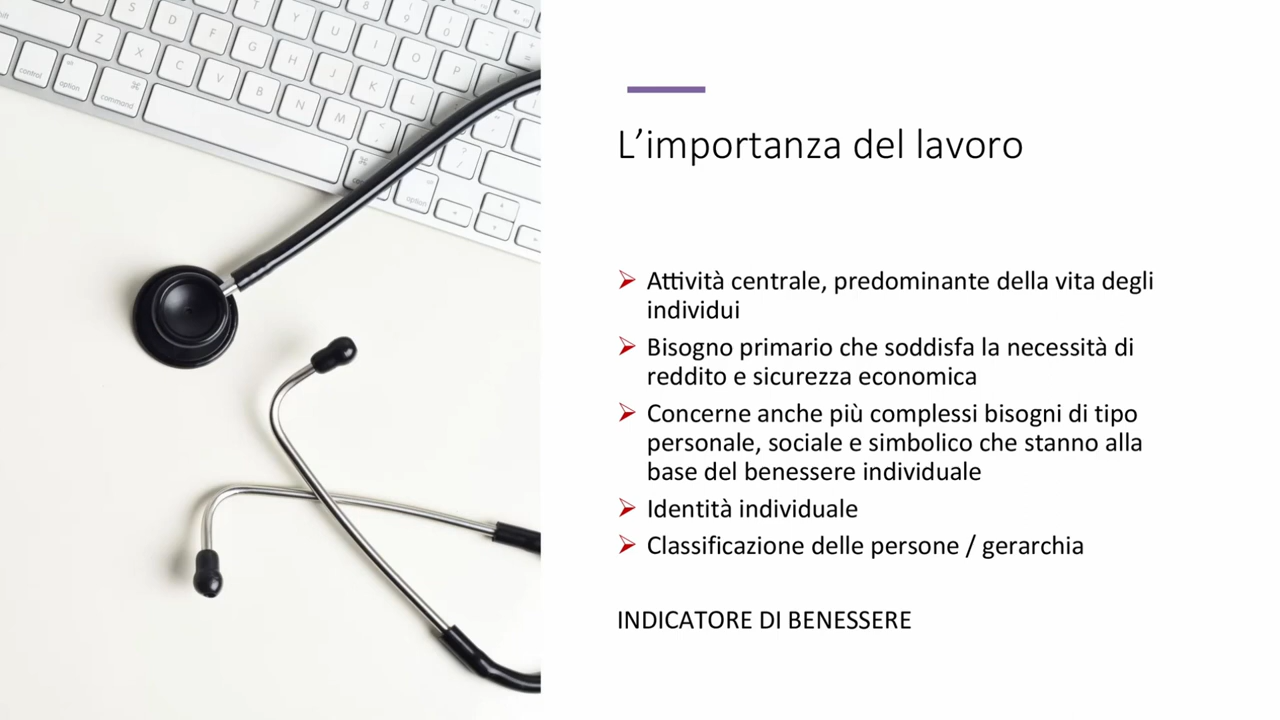 L’importanza del lavoro
Attività centrale, predominante della vita degli
individui
Bisogno primario che soddisfa la necessità di
reddito e sicurezza economica
Concerne anche più complessi bisogni di tipo
personale, sociale e simbolico che stanno alla
base del benessere individuale
Identità individuale
Classificazione delle persone / gerarchia
INDICATORE DI BENESSERE